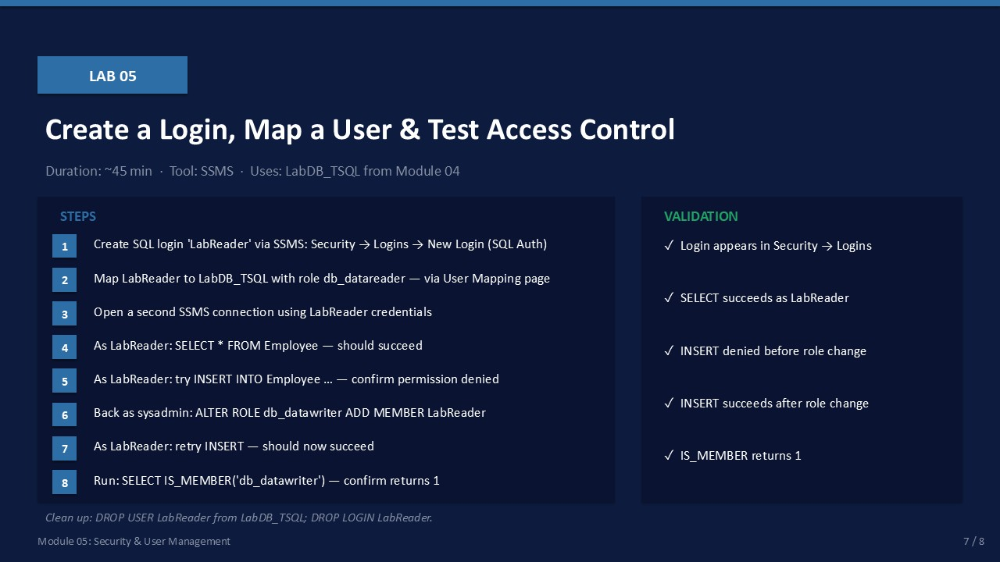 LAB 05
Create a Login, Map a User & Test Access Control
Duration: ~45 min · Tool: SSMS · Uses: LabDB_TSQL from Module 04
STEPS
1 Create SQL login 'LabReader' via SSMS: Security → Logins → New Login (SQL Auth)
2 Map LabReader to LabDB_TSQL with role db_datareader — via User Mapping page
3 Open a second SSMS connection using LabReader credentials
4 As LabReader: SELECT * FROM Employee — should succeed
5 As LabReader: try INSERT INTO Employee ... — confirm permission denied
6 Back as sysadmin: ALTER ROLE db_datawriter ADD MEMBER LabReader
7 As LabReader: retry INSERT — should now succeed
8 Run: SELECT IS_MEMBER('db_datawriter') — confirm returns 1
VALIDATION
✓ Login appears in Security → Logins
✓ SELECT succeeds as LabReader
✓ INSERT denied before role change
✓ INSERT succeeds after role change
✓ IS_MEMBER returns 1
Clean up: DROP USER LabReader from LabDB_TSQL; DROP LOGIN LabReader.
Module 05: Security & User Management
7 / 8